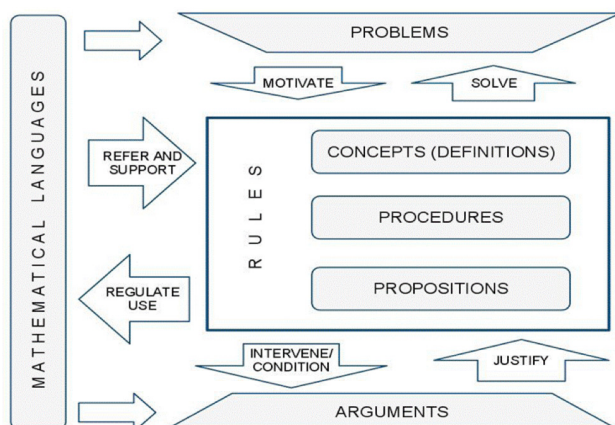 MATHEMATICAL LANGUAGES
PROBLEMS
MOTIVATE
SOLVE
REFER AND
SUPPORT
RULES
CONCEPTS (DEFINITIONS)
PROCEDURES
PROPOSITIONS
REGULATE
USE
INTERVENE/
CONDITION
JUSTIFY
ARGUMENTS